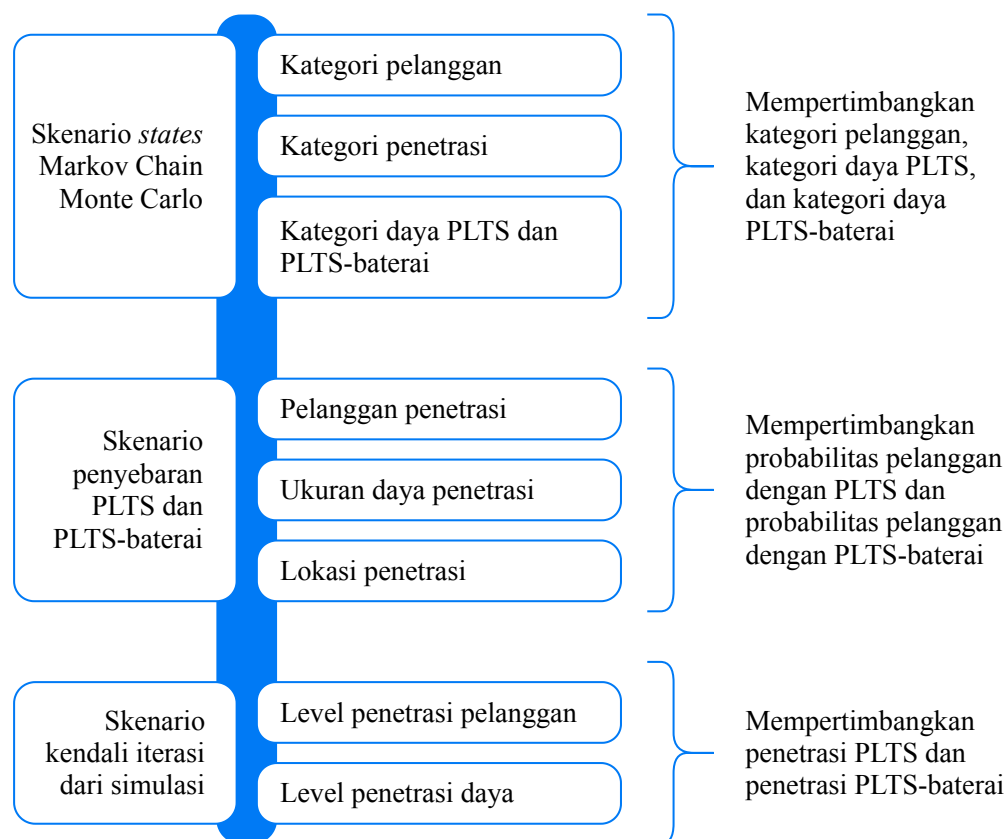 Skenario states
Markov Chain
Monte Carlo
Kategori pelanggan
Kategori penetrasi
Kategori daya PLTS dan
PLTS-baterai
Mempertimbangkan
kategori pelanggan,
kategori daya PLTS,
dan kategori daya
PLTS-baterai
Skenario
penyebaran
PLTS dan
PLTS-baterai
Pelanggan penetrasi
Ukuran daya penetrasi
Lokasi penetrasi
Mempertimbangkan
probabilitas pelanggan
dengan PLTS dan
probabilitas pelanggan
dengan PLTS-baterai
Skenario
kendali iterasi
dari simulasi
Level penetrasi pelanggan
Level penetrasi daya
Mempertimbangkan
penetrasi PLTS dan
penetrasi PLTS-baterai